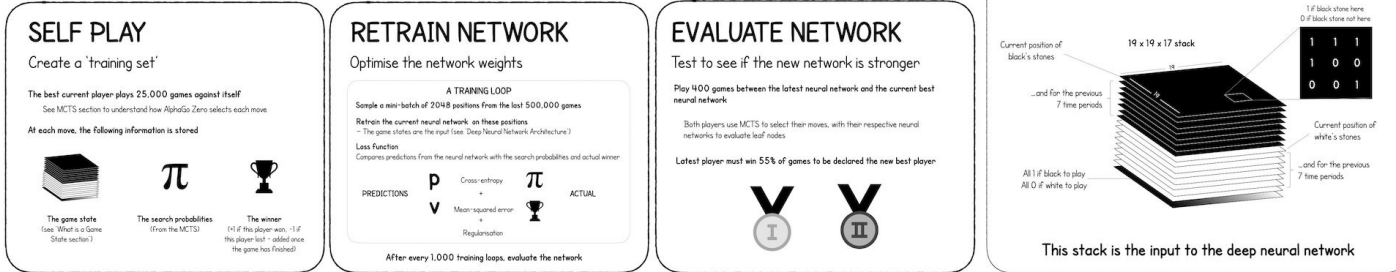 SELF PLAY
Create a 'training set'
The best current player plays 25,000 games against itself
See MCTS section to understand how AlphaGo Zero selects each move
At each move, the following information is stored
π
The game state
(see 'What is a Game
State section')
The search probabilities
(from the MCTS)
The winner
(+1 if this player won, -1 if
this player lost - added once
the game has finished)
RETRAIN NETWORK
Optimise the network weights
A TRAINING LOOP
Sample a mini-batch of 2048 positions from the last 500,000 games
Retrain the current neural network on these positions
- The game states are the input (see 'Deep Neural Network Architecture')
Loss function
Compares predictions from the neural network with the search probabilities and actual winner
PREDICTIONS
p
Cross-entropy
π
ACTUAL
+
v
Mean-squared error
+
Regularisation
After every 1,000 training loops, evaluate the network
EVALUATE NETWORK
Test to see if the new network is stronger
Play 400 games between the latest neural network and the current best
neural network
Both players use MCTS to select their moves, with their respective neural
networks to evaluate leaf nodes
Latest player must win 55% of games to be declared the new best player
I
II
1 if black stone here
0 if black stone not here
Current position of
black's stones
19 x 19 x 17 stack
19
19
1 1 1
1 0 0
0 0 1
...and for the previous
7 time periods
Current position of
white's stones
...and for the previous
7 time periods
All 1 if black to play
All 0 if white to play
This stack is the input to the deep neural network